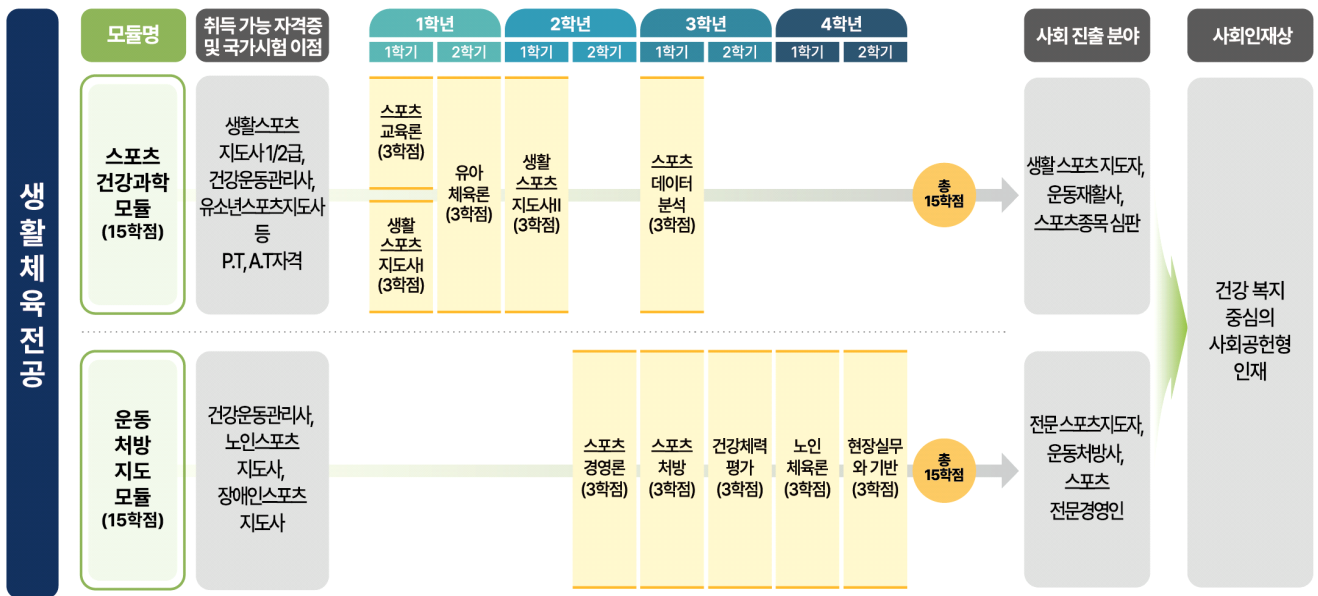 생활체육전공
모듈명
취득 가능 자격증
및 국가시험 이점
1학년
2학년
3학년
4학년
1학기
2학기
1학기
2학기
1학기
2학기
1학기
2학기
사회 진출 분야
사회인재상
스포츠
건강과학
모듈
(15학점)
생활스포츠
지도사 1/2급,
건강운동관리사,
유소년스포츠지도사
등
P.T, A.T자격
스포츠
교육론
(3학점)
생활
스포츠
지도사I
(3학점)
유아
체육론
(3학점)
생활
스포츠
지도사II
(3학점)
스포츠
데이터
분석
(3학점)
총
15학점
생활 스포츠 지도자,
운동재활사,
스포츠종목 심판
운동
처방
지도
모듈
(15학점)
건강운동관리사,
노인스포츠
지도사,
장애인스포츠
지도사
스포츠
경영론
(3학점)
스포츠
처방
(3학점)
건강체력
평가
(3학점)
노인
체육론
(3학점)
현장실무
와 기반
(3학점)
총
15학점
전문 스포츠지도자,
운동처방사,
스포츠
전문경영인
건강 복지
중심의
사회공헌형
인재